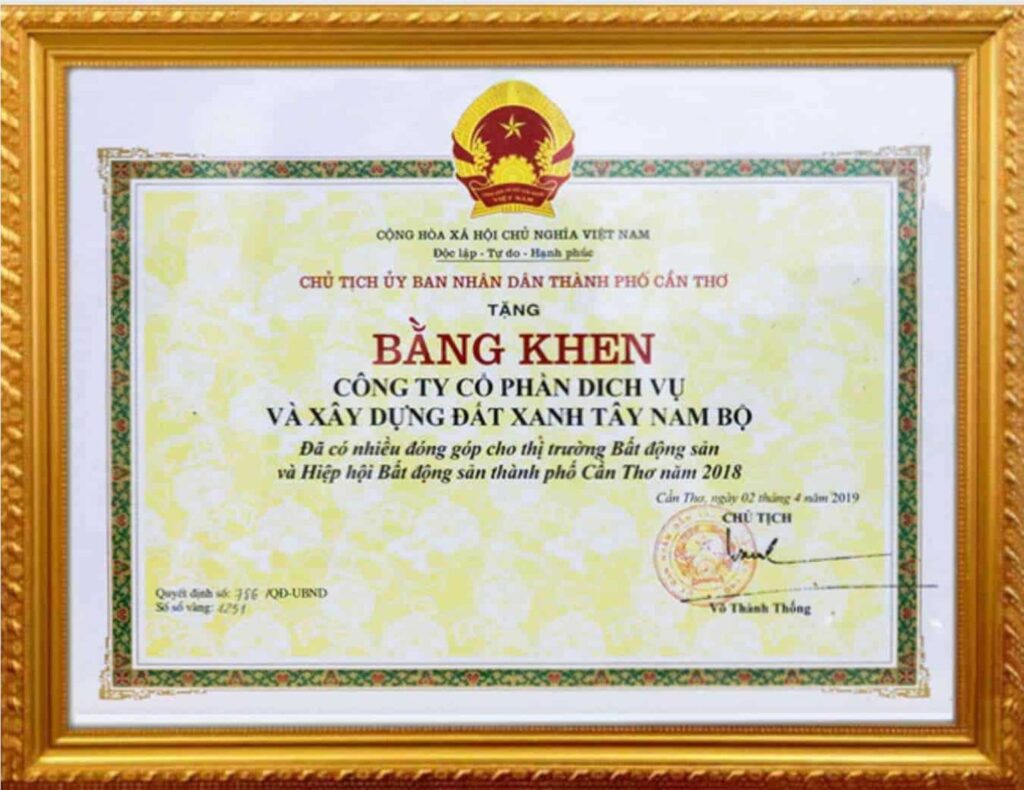 VIỆT NAM
CỘNG HÒA XÃ HỘI CHỦ NGHĨA VIỆT NAM
Độc lập - Tự do - Hạnh phúc
CHỦ TỊCH ỦY BAN NHÂN DÂN THÀNH PHỐ CẦN THƠ
TẶNG
BẰNG KHEN
CÔNG TY CỔ PHẦN DỊCH VỤ
VÀ XÂY DỰNG ĐẤT XANH TÂY NAM BỘ
Đã có nhiều đóng góp cho thị trường Bất động sản
và Hiệp hội Bất động sản thành phố Cần Thơ năm 2018
Cần Thơ, ngày 02 tháng 4 năm 2019
CHỦ TỊCH
Quyết định số: 786 /QĐ-UBND
Số sổ vàng: 1251
Võ Thành Thống